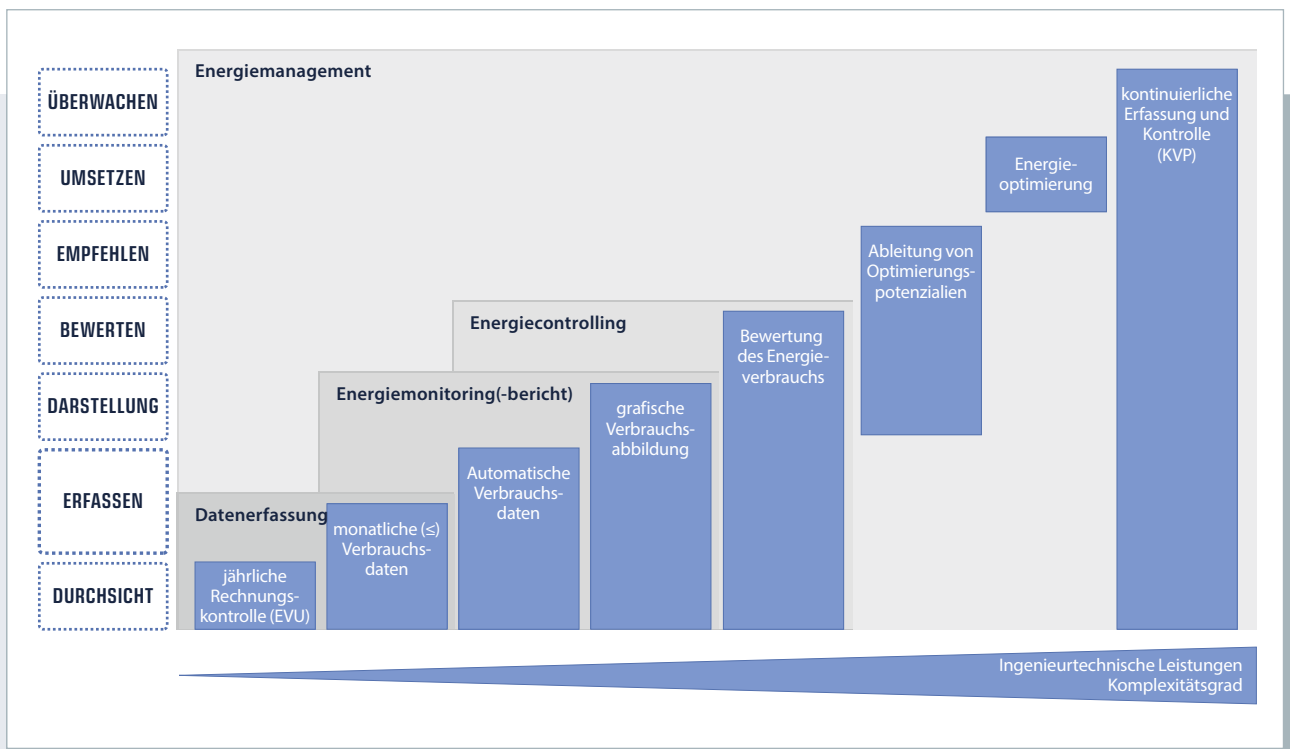 Energiemanagement
ÜBERWACHEN
UMSETZEN
EMPFEHLEN
BEWERTEN
DARSTELLUNG
ERFASSEN
DURCHSICHT
Datenerfassung
jährliche
Rechnungs-
kontrolle (EVU)
monatliche (≤)
Verbrauchs-
daten
Energiemonitoring(-bericht)
Automatische
Verbrauchs-
daten
grafische
Verbrauchs-
abbildung
Energiecontrolling
Bewertung
des Energie-
verbrauchs
Ableitung von
Optimierungs-
potenzialien
Energie-
optimierung
kontinuierliche
Erfassung und
Kontrolle
(KVP)
Ingenieurtechnische Leistungen
Komplexitätsgrad